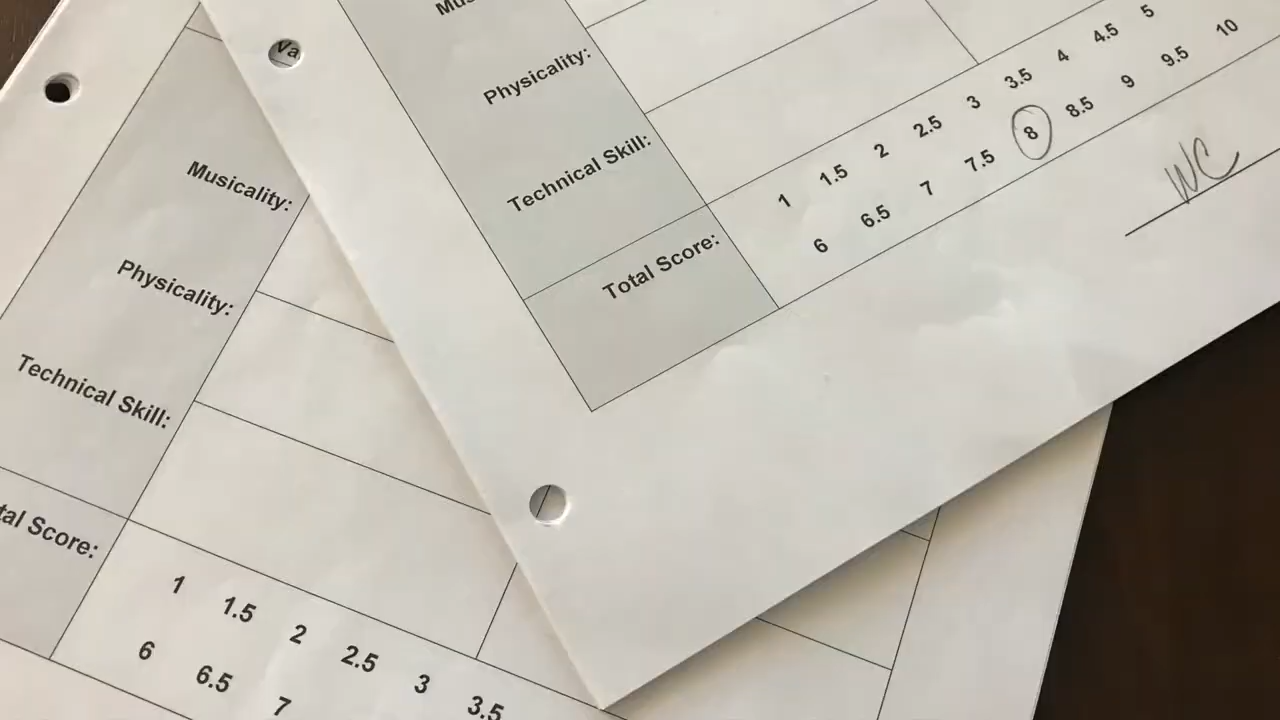 Mus
Physicality:
Technical Skill:
Total Score:
1 1.5 2 2.5 3 3.5 4 4.5 5
6 6.5 7 7.5 8 8.5 9 9.5 10
WC
Va
Musicality:
Physicality:
Technical Skill:
tal Score:
1 1.5 2 2.5 3 3.5
6 6.5 7